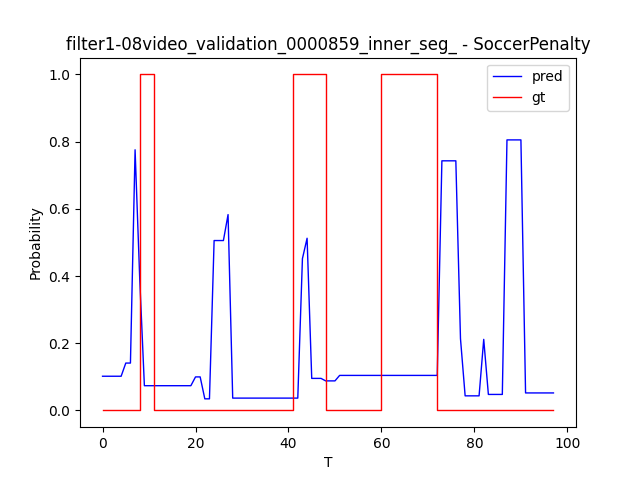 filter1-08video_validation_0000859_inner_seg_ - SoccerPenalty
pred
gt
1.0
0.8
0.6
0.4
0.2
0.0
Probability
0
20
40
60
80
100
T